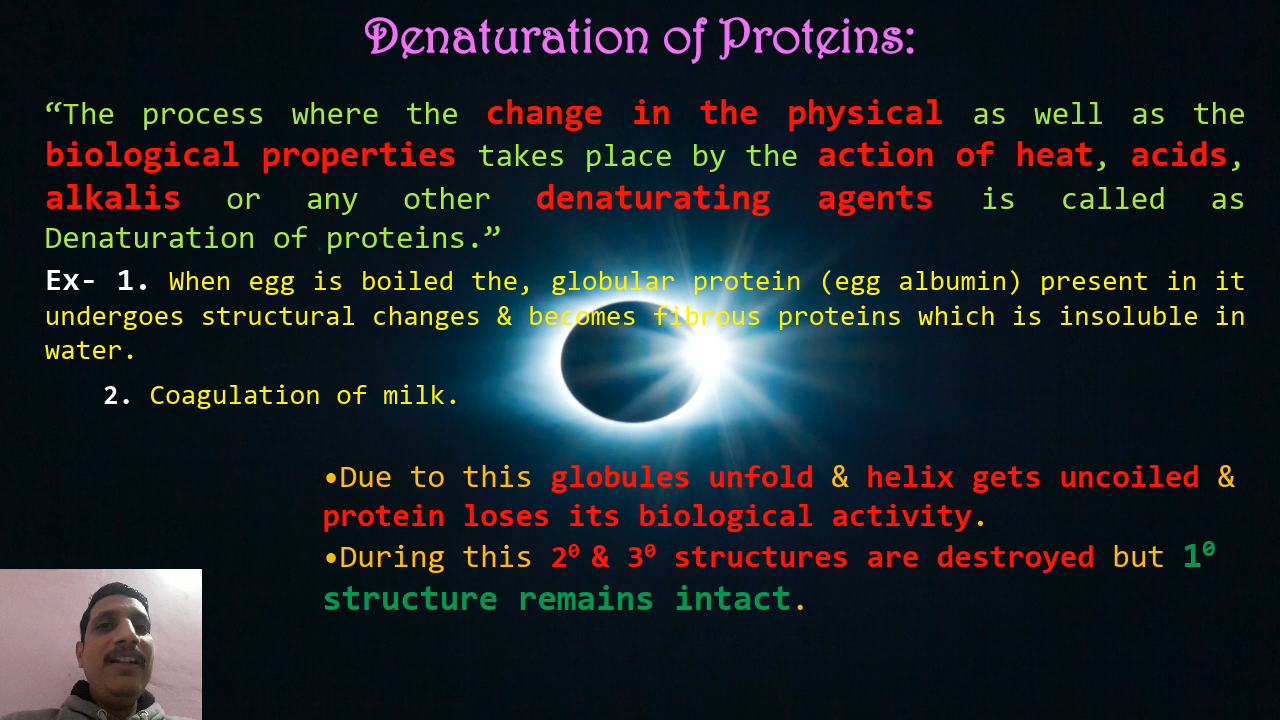 Denaturation of Proteins:
“The process where the change in the physical as well as the
biological properties takes place by the action of heat, acids,
alkalis or any other denaturating agents is called as
Denaturation of proteins.”
Ex- 1. When egg is boiled the, globular protein (egg albumin) present in it
undergoes structural changes & becomes fibrous proteins which is insoluble in
water.
2. Coagulation of milk.
•Due to this globules unfold & helix gets uncoiled &
protein loses its biological activity.
•During this 2⁰ & 3⁰ structures are destroyed but 1⁰
structure remains intact.